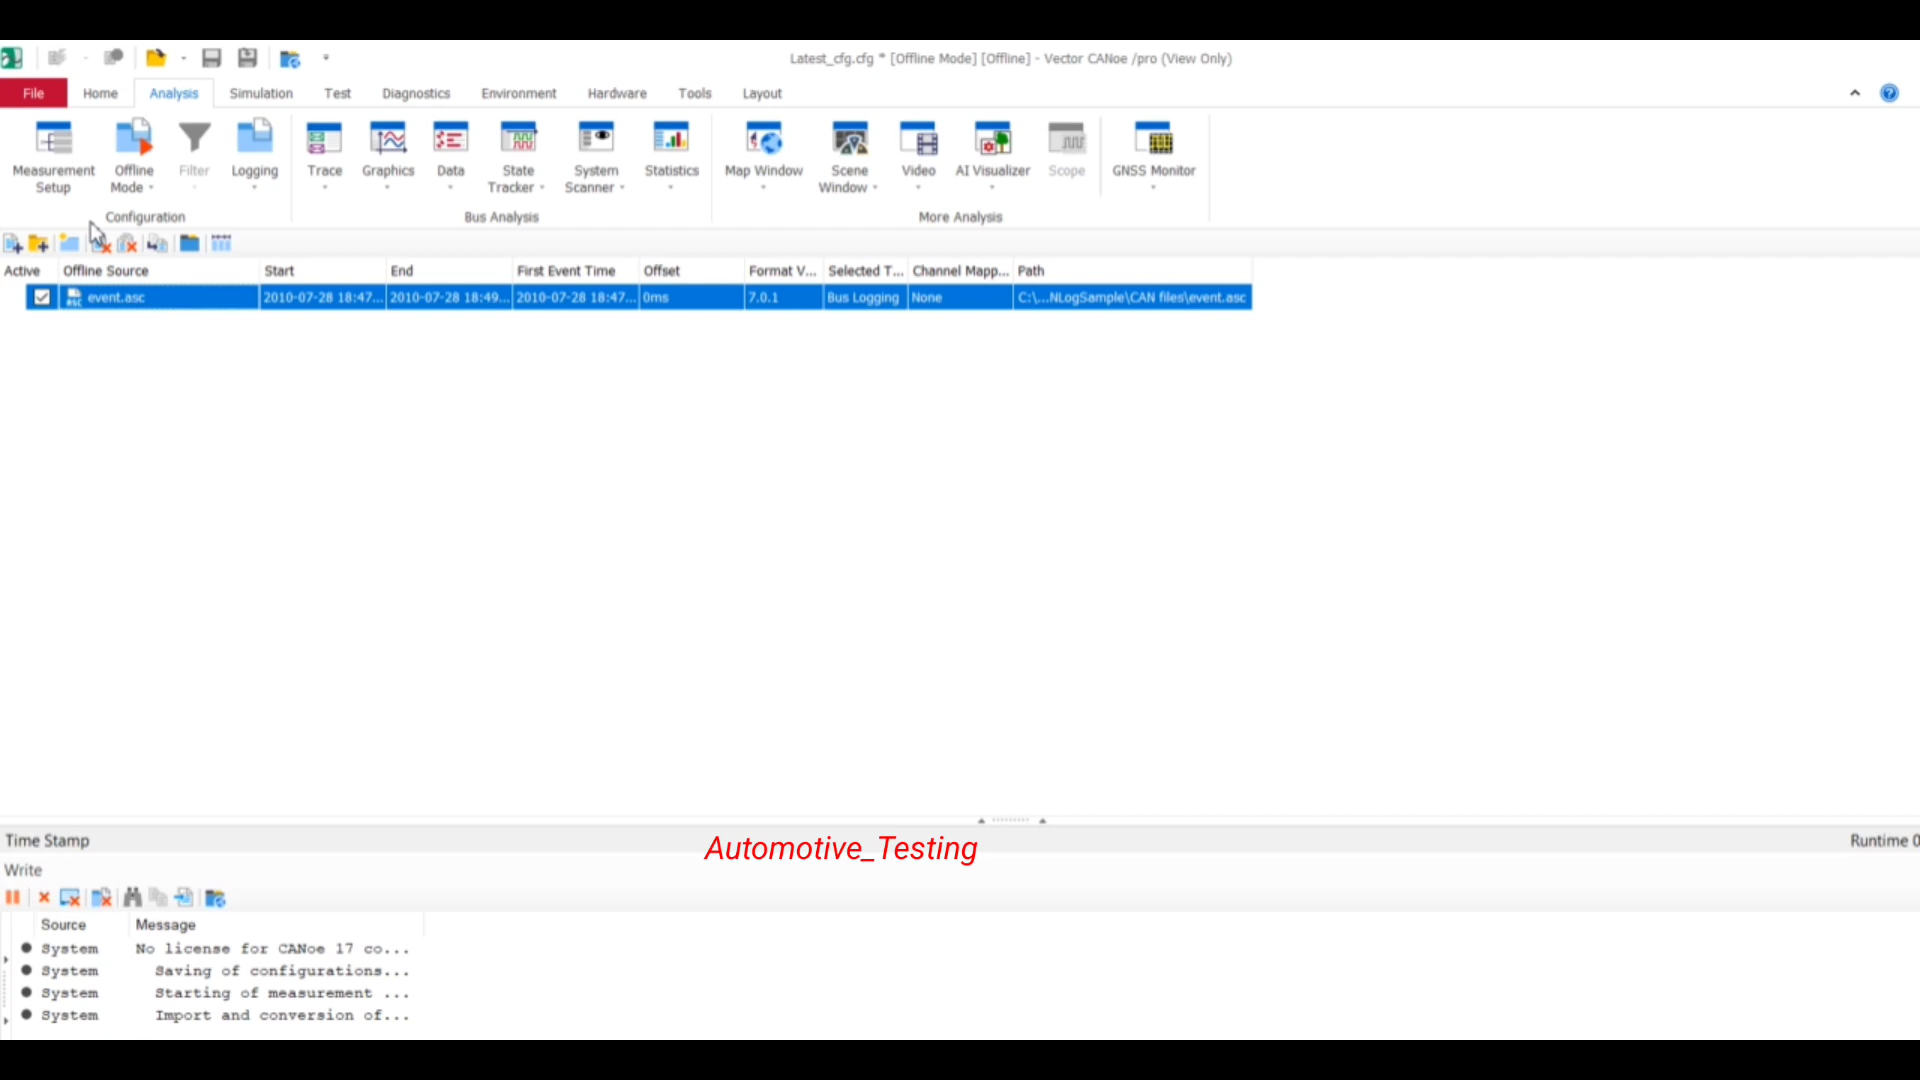 Latest_cfg.cfg * [Offline Mode] [Offline] - Vector CANoe /pro (View Only)
File Home Analysis Simulation Test Diagnostics Environment Hardware Tools Layout
Measurement Setup Offline Mode Filter Logging Trace Graphics Data State Tracker System Scanner Statistics Map Window Scene Window Video AI Visualizer Scope GNSS Monitor
Configuration Bus Analysis More Analysis
Active Offline Source Start End First Event Time Offset Format V... Selected T... Channel Mapp... Path
event.asc 2010-07-28 18:47... 2010-07-28 18:49... 2010-07-28 18:47... 0ms 7.0.1 Bus Logging None C:\...NLogSample\CAN files\event.asc
Time Stamp Automotive_Testing Runtime 0
Write
Source Message
System No license for CANoe 17 co...
System Saving of configurations...
System Starting of measurement ...
System Import and conversion of...